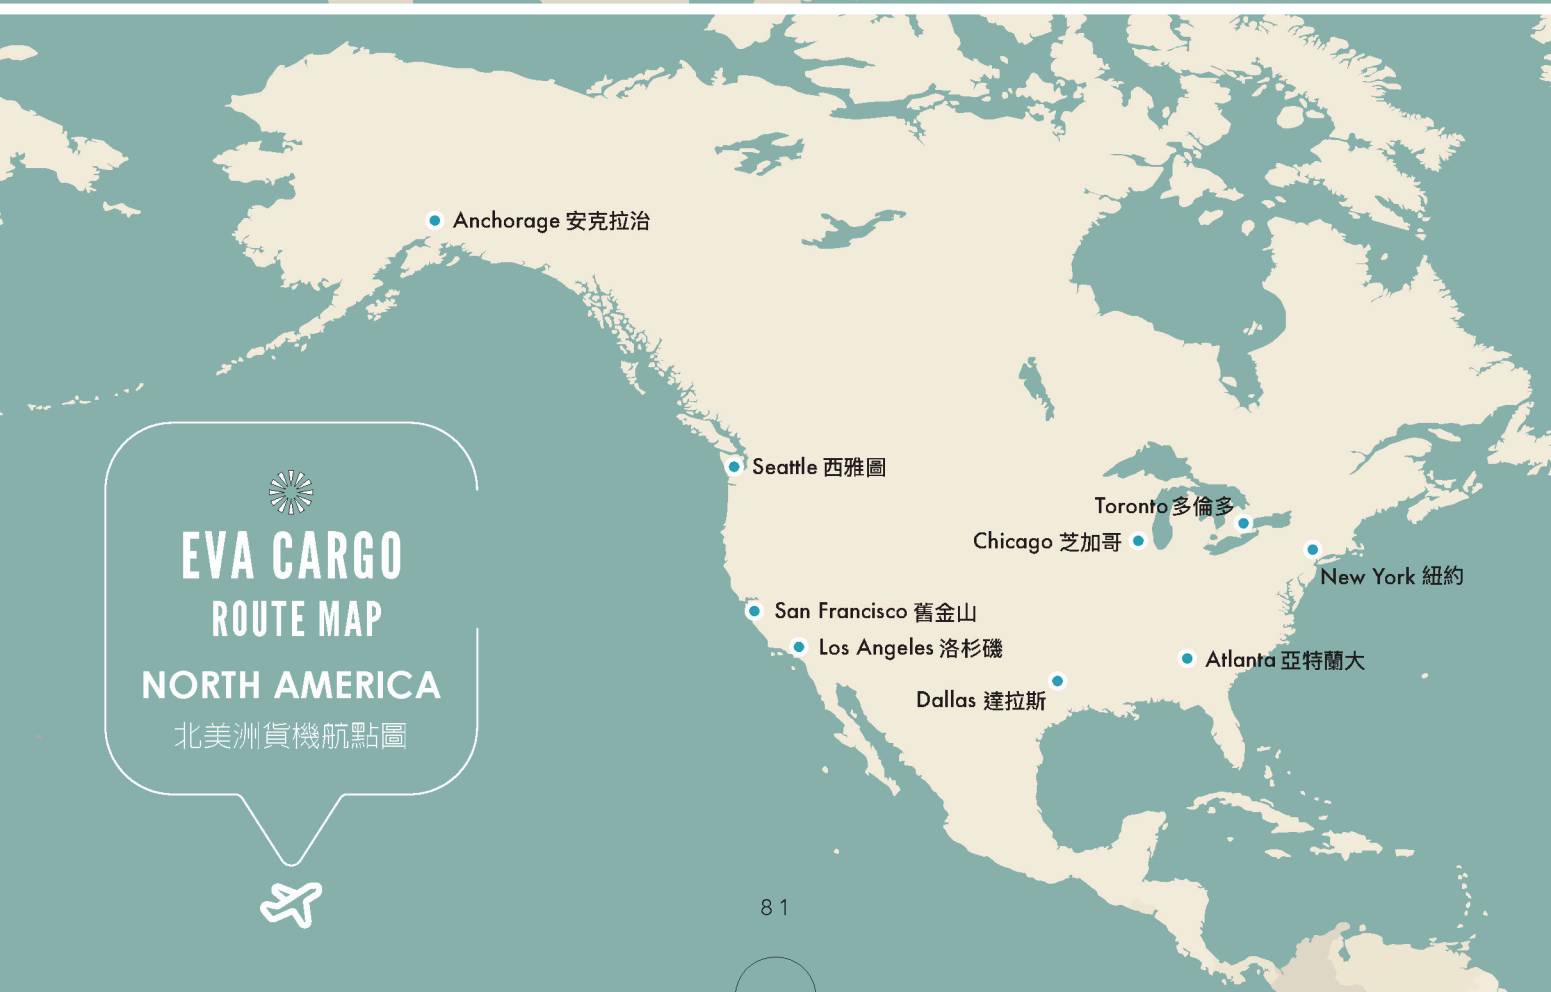 Anchorage 安克拉治
Seattle 西雅圖
Toronto 多倫多
Chicago 芝加哥
New York 紐約
San Francisco 舊金山
Los Angeles 洛杉磯
Atlanta 亞特蘭大
Dallas 達拉斯
EVA CARGO
ROUTE MAP
NORTH AMERICA
北美洲貨機航點圖
81